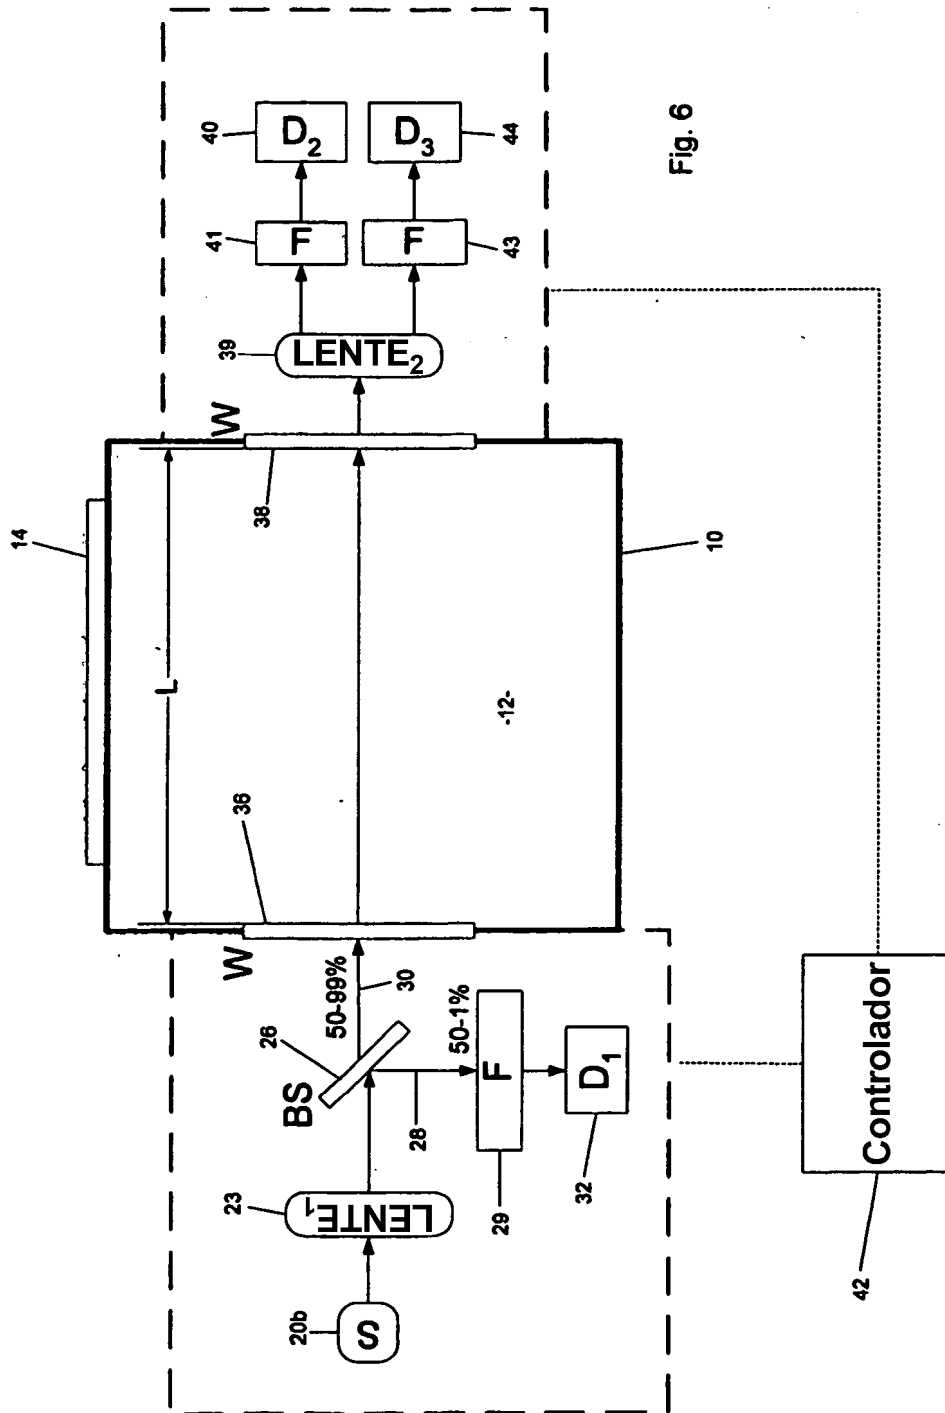 14
40
D2
D3
44
41
F
F
43
39
LENTE2
W
38
L
-12-
10
36
W
50-99%
30
26
BS
28
50-1%
F
29
D1
32
23
LENTE1
20b
S
Controlador
42
Fig. 6